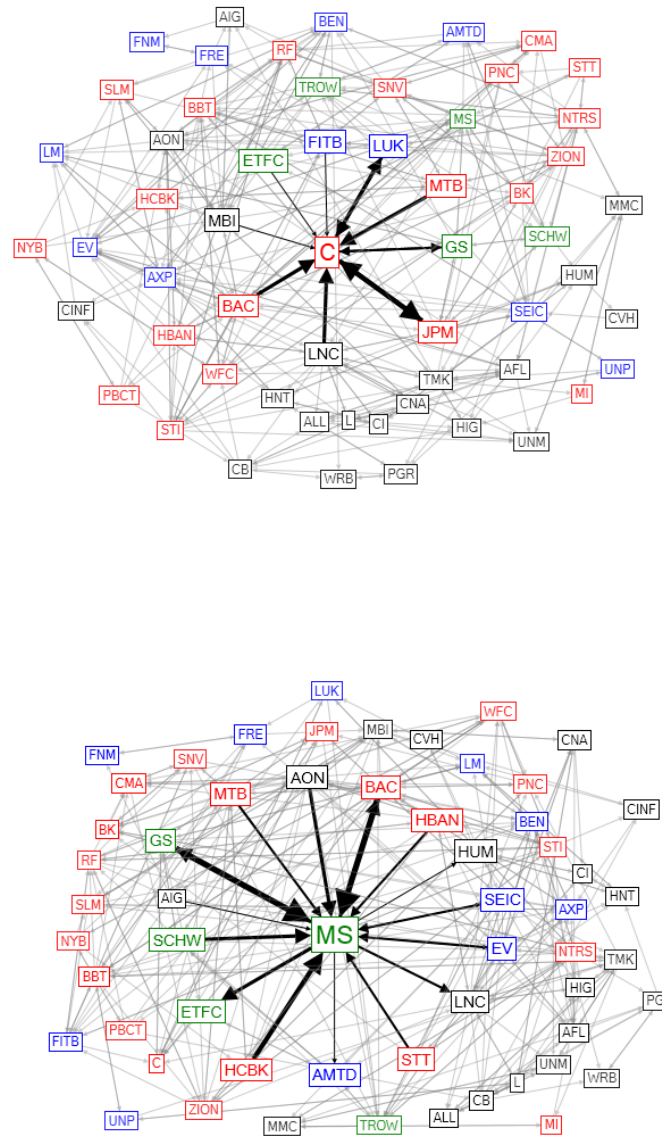 AIG
FNM
BEN
AMTD
FRE
RF
CMA
SLM
TROW
SNV
PNC
STT
BBT
MS
NTRS
LM
AON
FITB
LUK
ETFC
ZION
HCBK
MTB
BK
MMC
MBI
NYB
EV
C
GS
SCHW
AXP
HUM
BAC
CINF
SEIC
CVH
HBAN
JPM
LNC
WFC
TMK
AFL
UNP
PBCT
HNT
CNA
MI
ALL
L
CI
STI
HIG
UNM
CB
WRB
PGR
LUK
WFC
FRE
JPM
MBI
CVH
CNA
FNM
SNV
LM
CMA
AON
BAC
PNC
MTB
CINF
BK
HBAN
BEN
GS
HUM
STI
RF
CI
AIG
SEIC
HNT
SLM
AXP
MS
NYB
SCHW
EV
NTRS
TMK
BBT
HIG
LNC
PG
ETFC
PBCT
AFL
FITB
C
HCBK
AMTD
STT
UNM
WRB
L
CB
ZION
UNP
MMC
TROW
ALL
MI